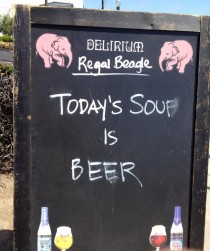 DELIRIUM
Regal Beagle
TODAY'S SOUP
IS
BEER